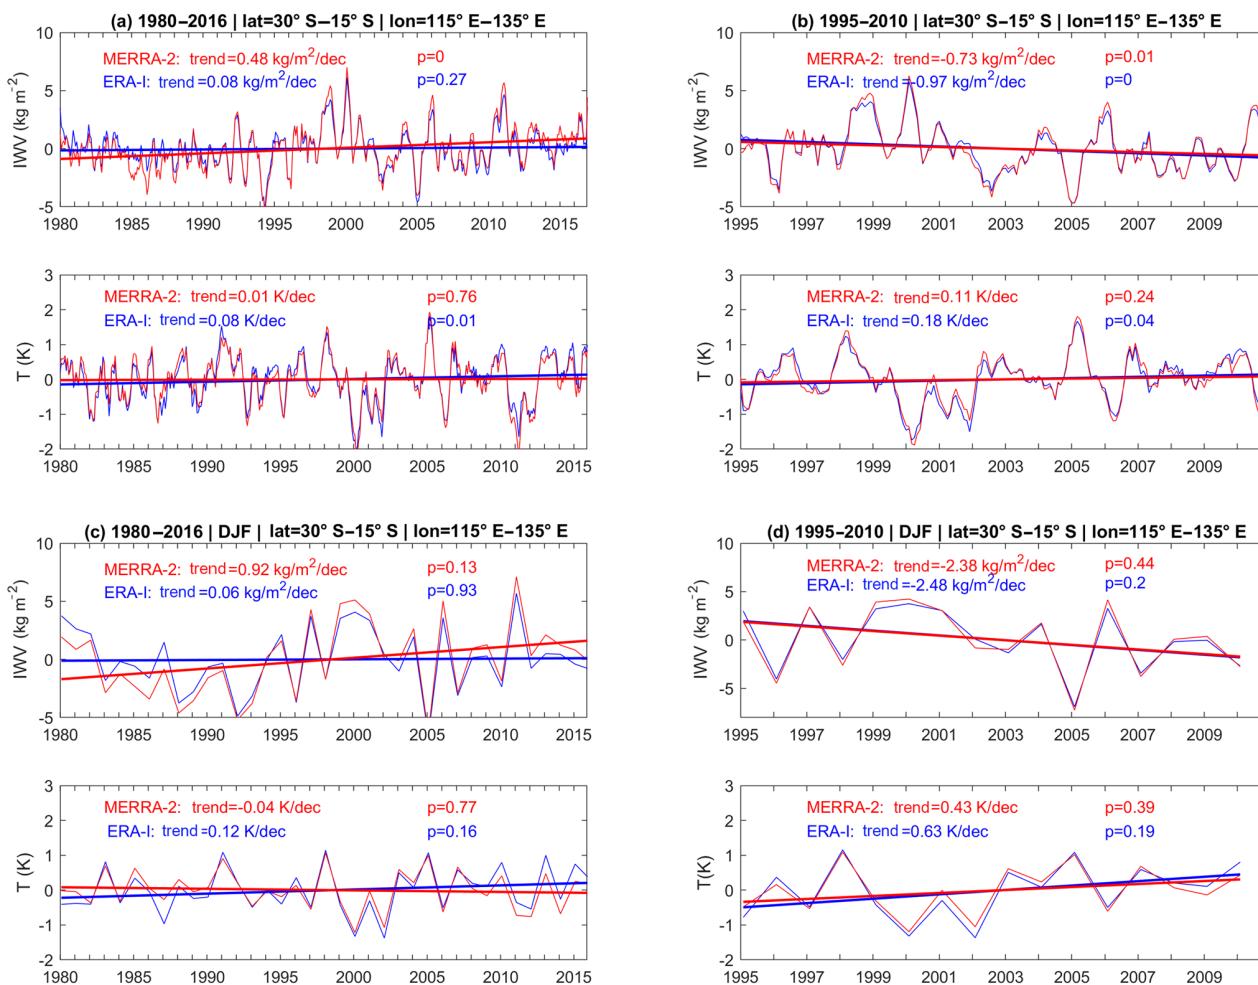 (a) 1980−2016 | lat=30° S−15° S | lon=115° E−135° E
10
MERRA-2: trend=0.48 kg/m²/dec p=0
ERA-I: trend=0.08 kg/m²/dec p=0.27
5
0
-5
IWV (kg m⁻²)
1980 1985 1990 1995 2000 2005 2010 2015
3
MERRA-2: trend=0.01 K/dec p=0.76
2
ERA-I: trend=0.08 K/dec p=0.01
1
0
-1
-2
T (K)
1980 1985 1990 1995 2000 2005 2010 2015
(b) 1995−2010 | lat=30° S−15° S | lon=115° E−135° E
10
MERRA-2: trend=-0.73 kg/m²/dec p=0.01
ERA-I: trend=-0.97 kg/m²/dec p=0
5
0
-5
IWV (kg m⁻²)
1995 1997 1999 2001 2003 2005 2007 2009
3
MERRA-2: trend=0.11 K/dec p=0.24
2
ERA-I: trend=0.18 K/dec p=0.04
1
0
-1
-2
T (K)
1995 1997 1999 2001 2003 2005 2007 2009
(c) 1980−2016 | DJF | lat=30° S−15° S | lon=115° E−135° E
10
MERRA-2: trend=0.92 kg/m²/dec p=0.13
ERA-I: trend=0.06 kg/m²/dec p=0.93
5
0
-5
IWV (kg m⁻²)
1980 1985 1990 1995 2000 2005 2010 2015
3
MERRA-2: trend=-0.04 K/dec p=0.77
2
ERA-I: trend=0.12 K/dec p=0.16
1
0
-1
-2
T (K)
1980 1985 1990 1995 2000 2005 2010 2015
(d) 1995−2010 | DJF | lat=30° S−15° S | lon=115° E−135° E
10
MERRA-2: trend=-2.38 kg/m²/dec p=0.44
ERA-I: trend=-2.48 kg/m²/dec p=0.2
5
0
-5
IWV (kg m⁻²)
1995 1997 1999 2001 2003 2005 2007 2009
3
MERRA-2: trend=0.43 K/dec p=0.39
2
ERA-I: trend=0.63 K/dec p=0.19
1
0
-1
-2
T(K)
1995 1997 1999 2001 2003 2005 2007 2009